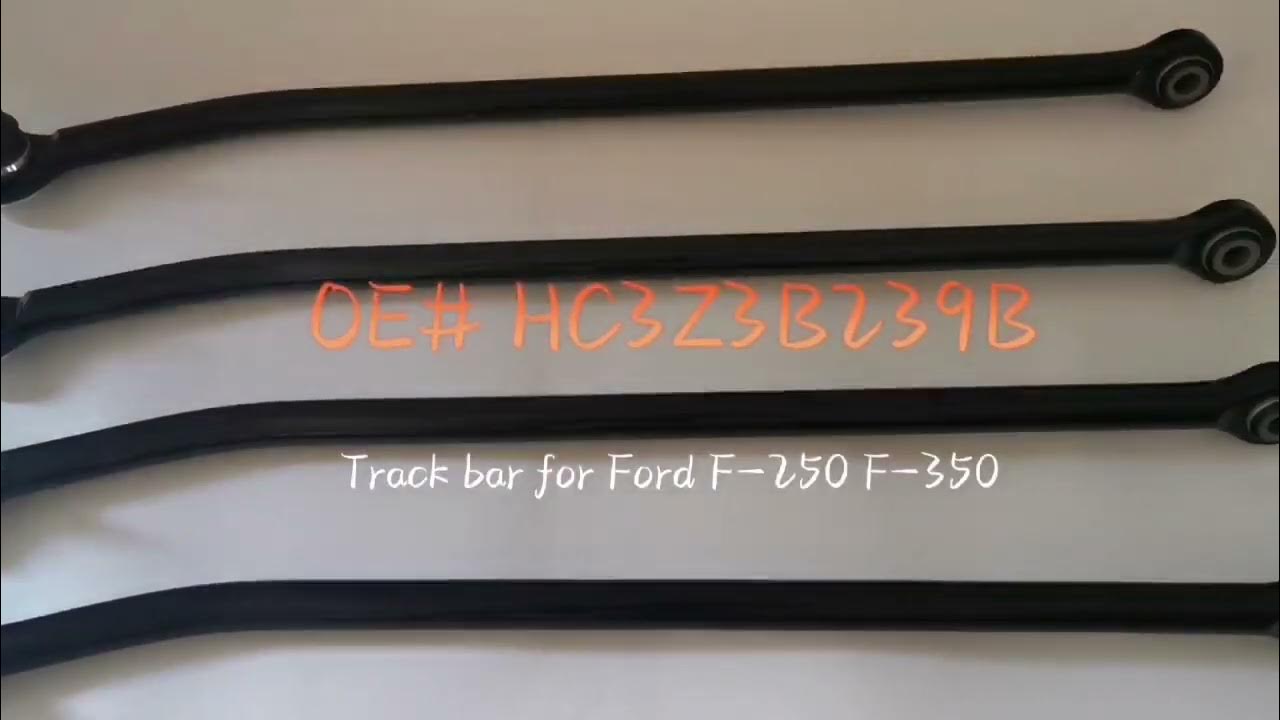 OE# HC3Z3B239B
Track bar for Ford F-250 F-350